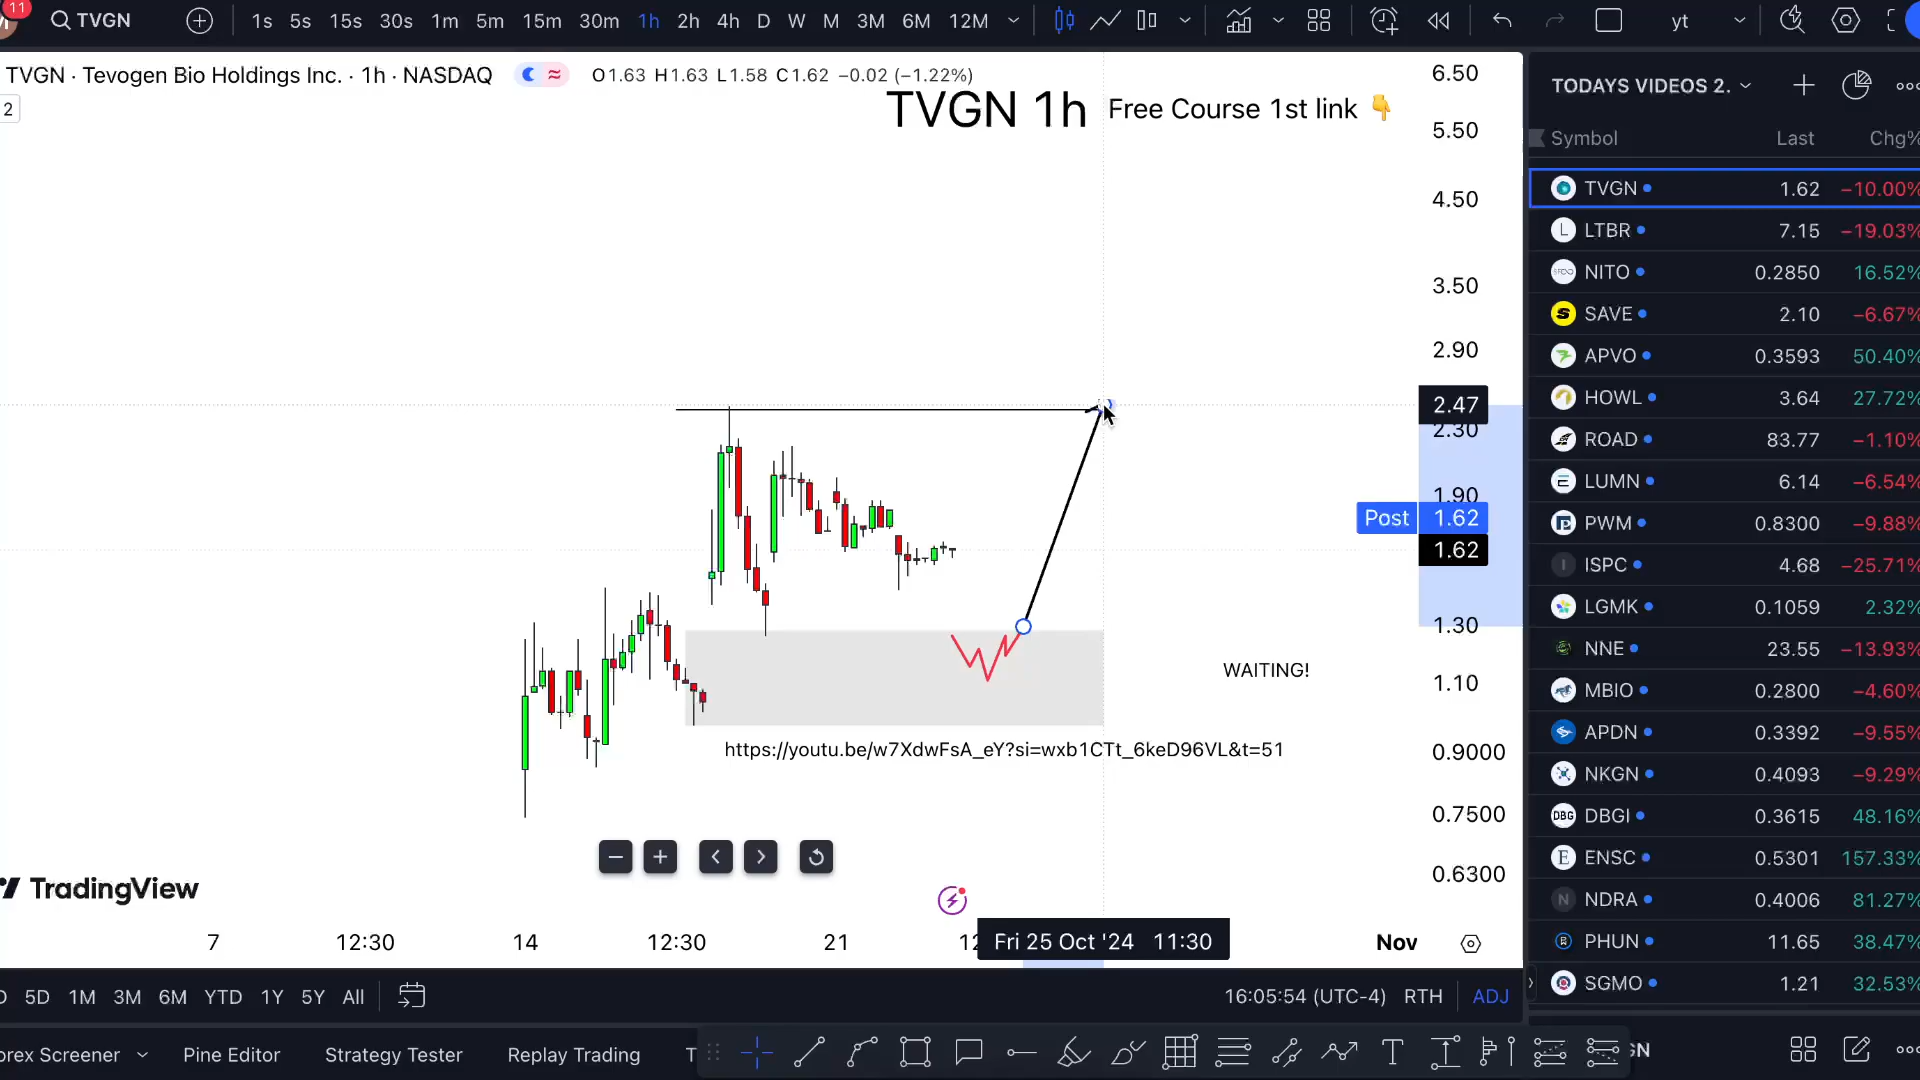 11
TVGN
1s 5s 15s 30s 1m 5m 15m 30m 1h 2h 4h D W M 3M 6M 12M
yt
TVGN · Tevogen Bio Holdings Inc. · 1h · NASDAQ
O1.63 H1.63 L1.58 C1.62 −0.02 (−1.22%)
2
TVGN 1h
Free Course 1st link
6.50
5.50
4.50
3.50
2.90
2.47
2.30
1.90
Post 1.62
1.62
1.30
1.10
0.9000
0.7500
0.6300
WAITING!
https://youtu.be/w7XdwFsA_eY?si=wxb1CTt_6keD96VL&t=51
TradingView
7 12:30 14 12:30 21 Fri 25 Oct '24 11:30 Nov
5D 1M 3M 6M YTD 1Y 5Y All
16:05:54 (UTC-4) RTH ADJ
orex Screener Pine Editor Strategy Tester Replay Trading T
TODAYS VIDEOS 2.
Symbol Last Chg%
TVGN 1.62 −10.00%
L LTBR 7.15 −19.03%
NITO 0.2850 16.52%
SAVE 2.10 −6.67%
APVO 0.3593 50.40%
HOWL 3.64 27.72%
ROAD 83.77 −1.10%
LUMN 6.14 −6.54%
PWM 0.8300 −9.88%
I ISPC 4.68 −25.71%
LGMK 0.1059 2.32%
NNE 23.55 −13.93%
MBIO 0.2800 −4.60%
APDN 0.3392 −9.55%
NKGN 0.4093 −9.29%
DBG DBGI 0.3615 48.16%
E ENSC 0.5301 157.33%
N NDRA 0.4006 81.27%
PHUN 11.65 38.47%
SGMO 1.21 32.53%
GN